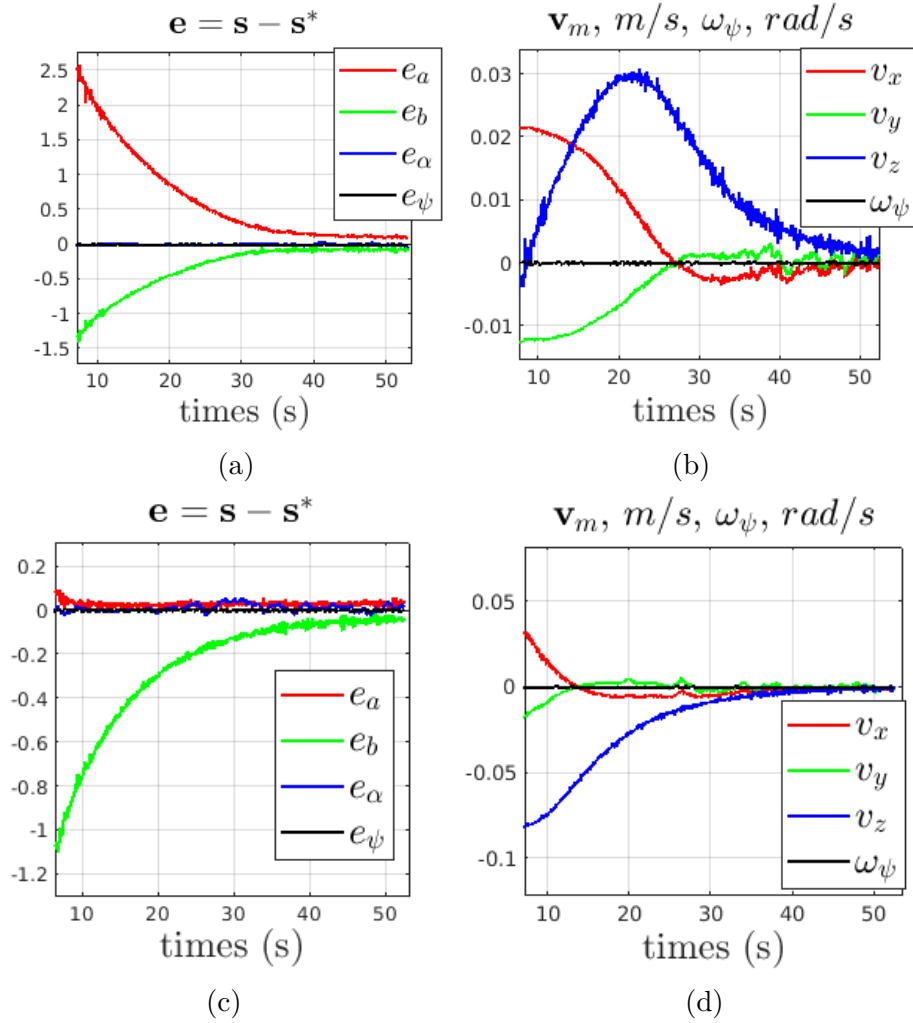 e = s − s*
2.5
2
1.5
1
0.5
0
-0.5
-1
-1.5
10 20 30 40 50
times (s)
e_a
e_b
e_α
e_ψ
(a)
v_m, m/s, ω_ψ, rad/s
0.03
0.02
0.01
0
-0.01
10 20 30 40 50
times (s)
v_x
v_y
v_z
ω_ψ
(b)
e = s − s*
0.2
0
-0.2
-0.4
-0.6
-0.8
-1
-1.2
10 20 30 40 50
times (s)
e_a
e_b
e_α
e_ψ
(c)
v_m, m/s, ω_ψ, rad/s
0.05
0
-0.05
-0.1
10 20 30 40 50
times (s)
v_x
v_y
v_z
ω_ψ
(d)